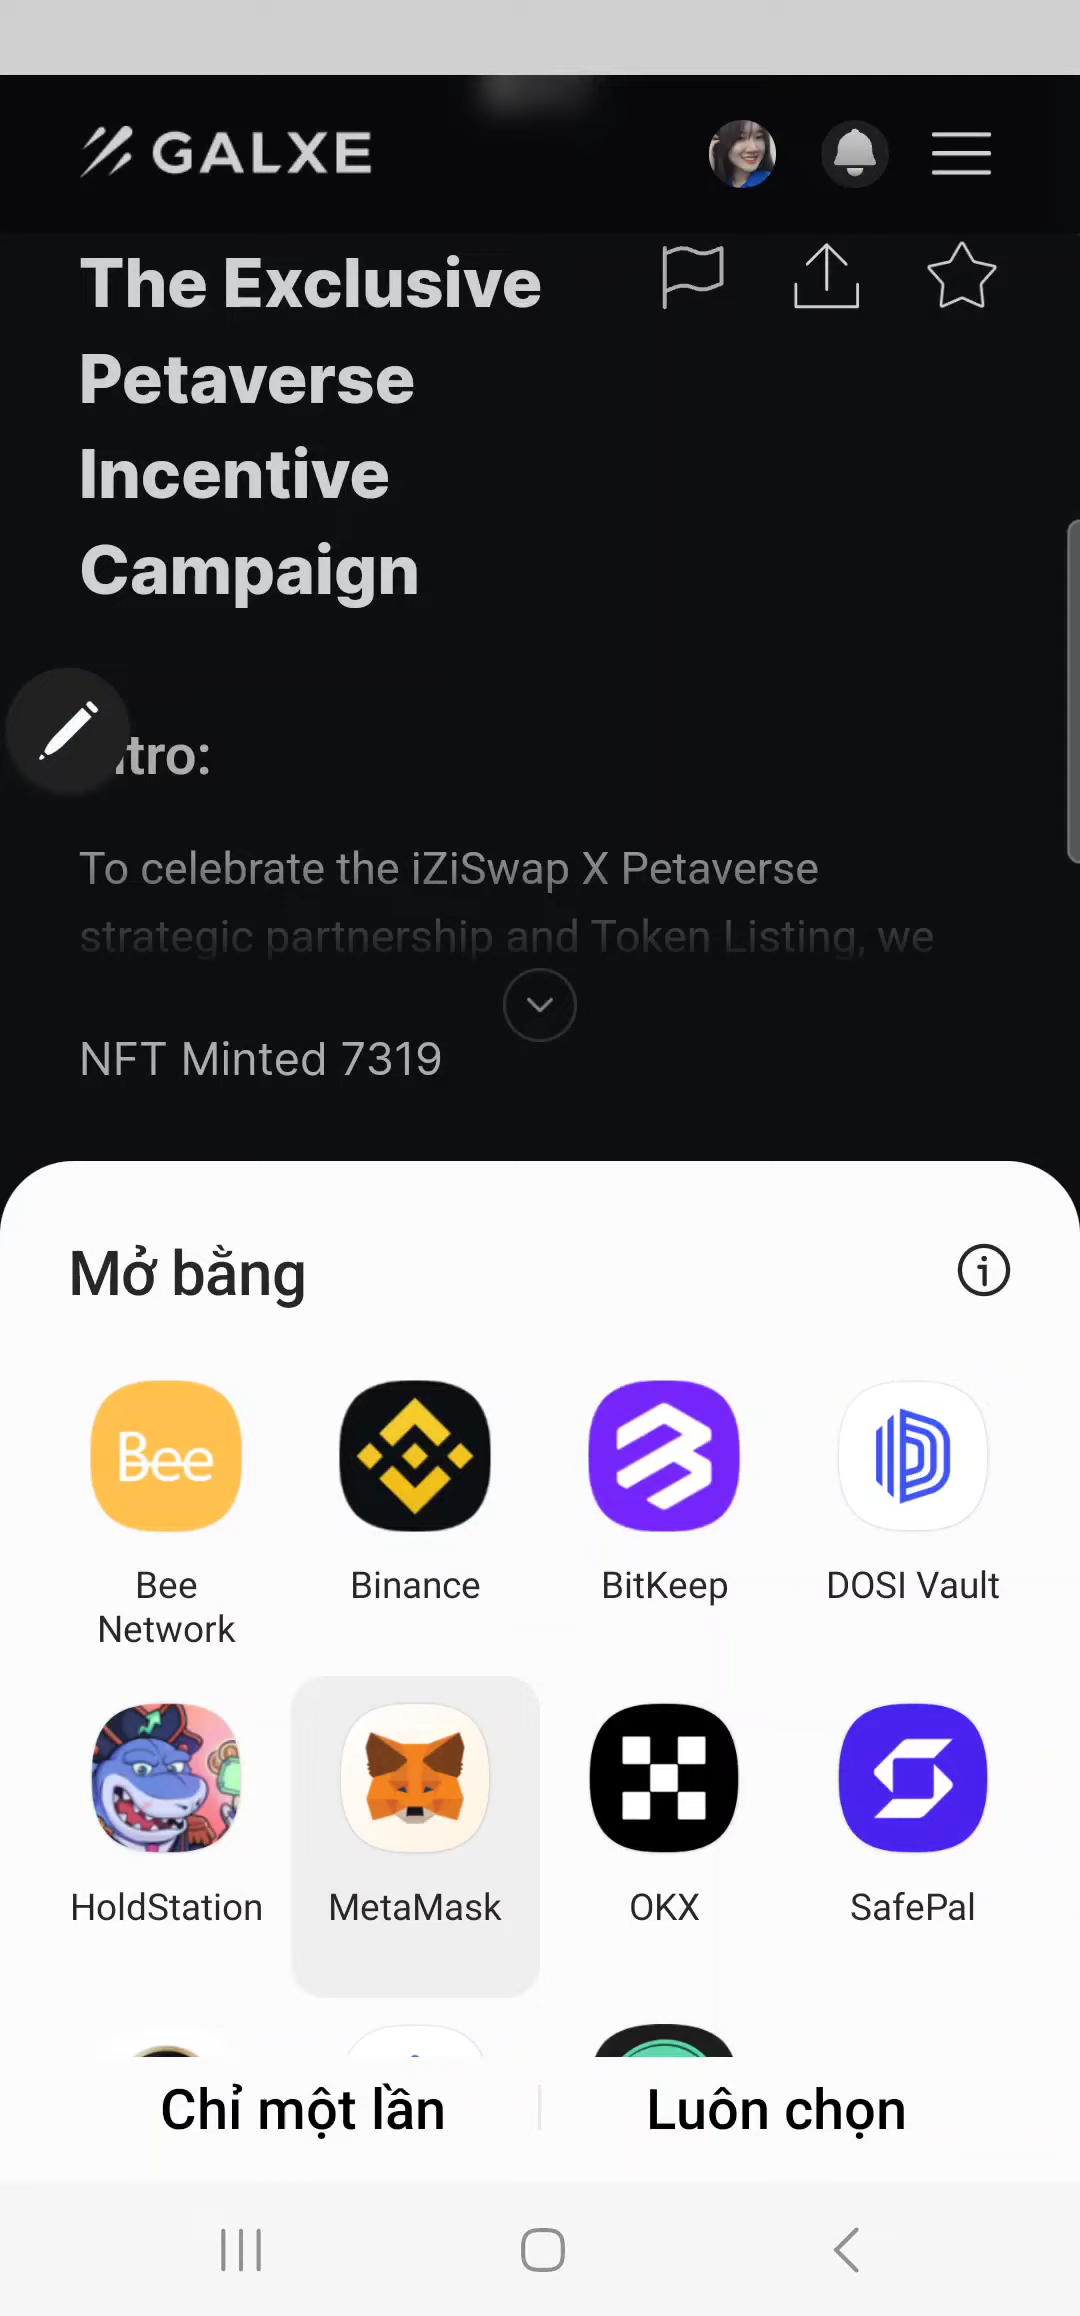 GALXE
The Exclusive
Petaverse
Incentive
Campaign
tro:
To celebrate the iZiSwap X Petaverse
strategic partnership and Token Listing, we
NFT Minted 7319
Mở bằng
Bee
Bee
Network
Binance
BitKeep
DOSI Vault
HoldStation
MetaMask
OKX
SafePal
Chỉ một lần
Luôn chọn